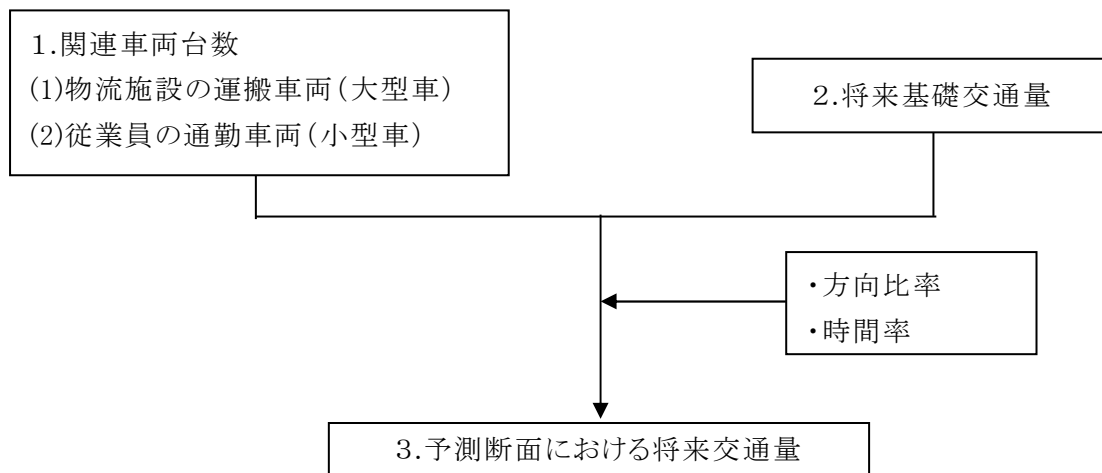 1.関連車両台数
(1)物流施設の運搬車両(大型車)
(2)従業員の通勤車両(小型車)
2.将来基礎交通量
・方向比率
・時間率
3.予測断面における将来交通量